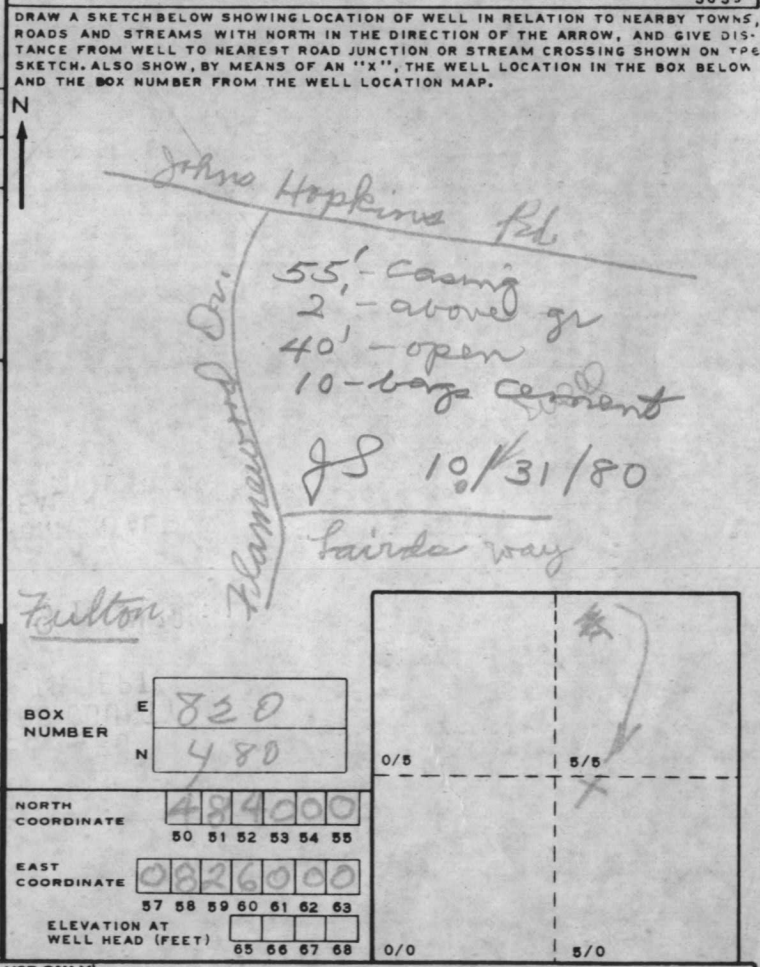 DRAW A SKETCH BELOW SHOWING LOCATION OF WELL IN RELATION TO NEARBY TOWNS,
ROADS AND STREAMS WITH NORTH IN THE DIRECTION OF THE ARROW, AND GIVE DIS-
TANCE FROM WELL TO NEAREST ROAD JUNCTION OR STREAM CROSSING SHOWN ON THE
SKETCH. ALSO SHOW, BY MEANS OF AN "X", THE WELL LOCATION IN THE BOX BELOW
AND THE BOX NUMBER FROM THE WELL LOCATION MAP.
N
Johns Hopkins Rd.
55'- Casing
2'- above gr
40' - open
10 - bags cement
JS 10/31/80
Flamewood Dr.
Lairds way
Fulton
BOX NUMBER
E 820
N 480
0/5 5/5
X
NORTH COORDINATE
484000
50 51 52 53 54 55
EAST COORDINATE
0826000
57 58 59 60 61 62 63
ELEVATION AT
WELL HEAD (FEET)
65 66 67 68
0/0 5/0